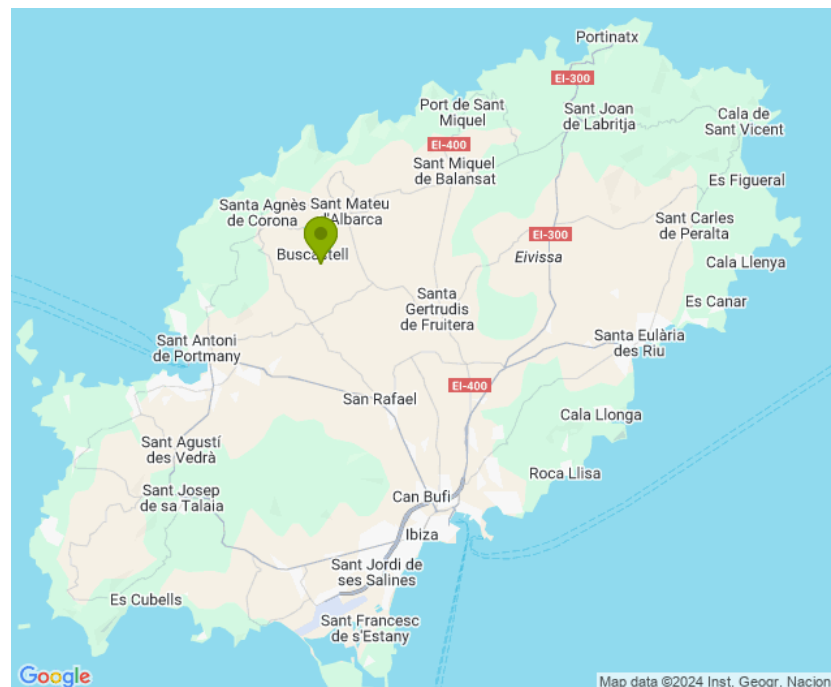 Portinatx
EI-300
Port de Sant
Miquel
Sant Joan
de Labritja
Cala de
Sant Vicent
EI-400
Sant Miquel
de Balansat
Es Figueral
Santa Agnès
de Corona
Sant Mateu
d'Albarca
Sant Carles
de Peralta
EI-300
Buscastell
Eivissa
Cala Llenya
Santa
Gertrudis
de Fruitera
Es Canar
Sant Antoni
de Portmany
Santa Eulària
des Riu
EI-400
San Rafael
Cala Llonga
Sant Agustí
des Vedrà
Roca Llisa
Sant Josep
de sa Talaia
Can Bufi
Ibiza
Sant Jordi de
ses Salines
Es Cubells
Sant Francesc
de s'Estany
Google
Map data ©2024 Inst. Geogr. Nacion